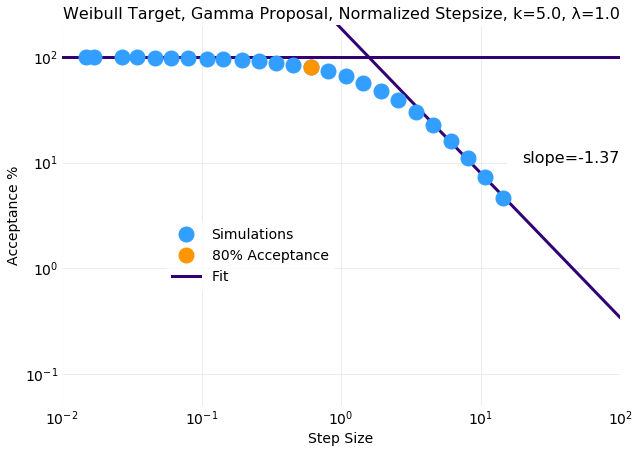 Weibull Target, Gamma Proposal, Normalized Stepsize, k=5.0, λ=1.0
Acceptance %
10²
10¹
10⁰
10⁻¹
slope=-1.37
Simulations
80% Acceptance
Fit
10⁻² 10⁻¹ 10⁰ 10¹ 10²
Step Size